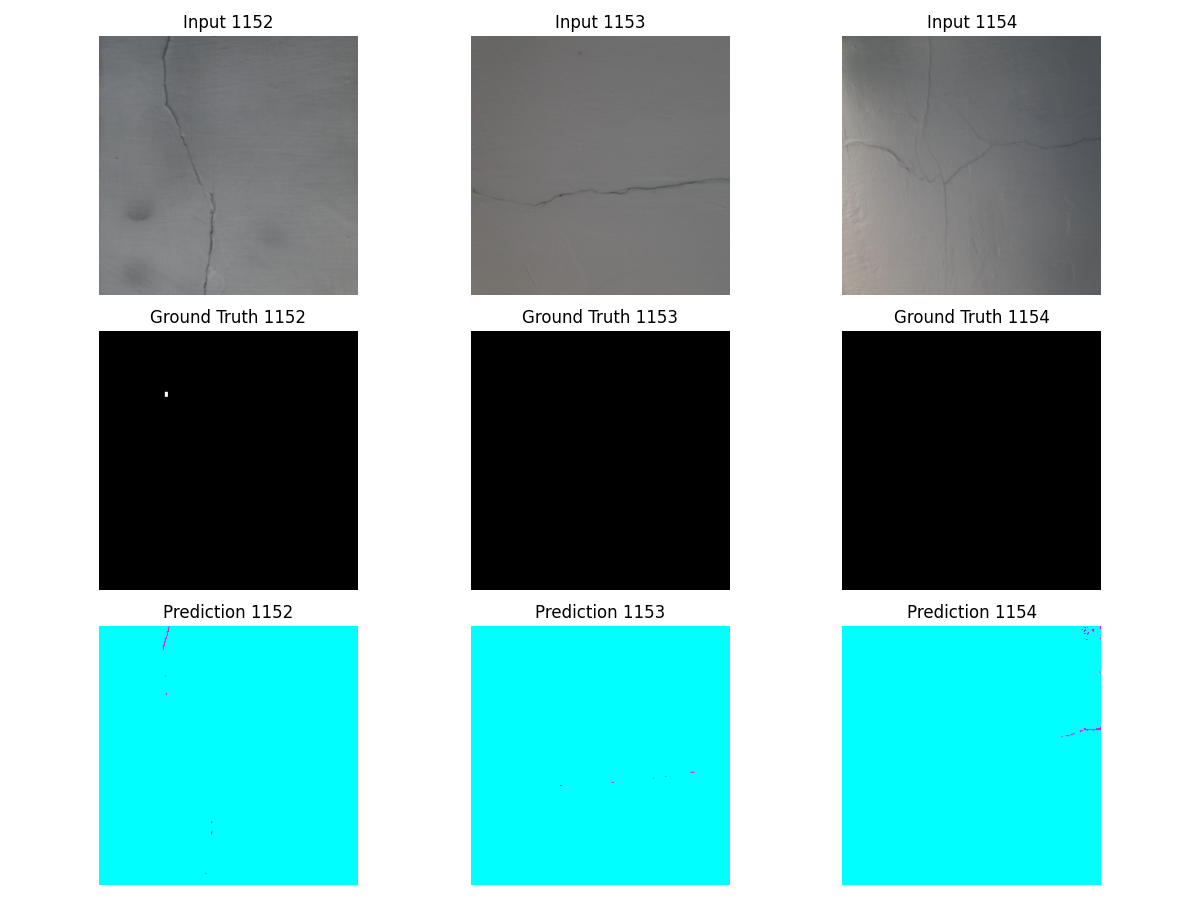 Input 1152
Input 1153
Input 1154
Ground Truth 1152
Ground Truth 1153
Ground Truth 1154
Prediction 1152
Prediction 1153
Prediction 1154